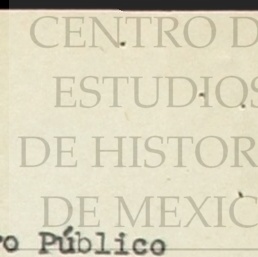 CENTRO D
ESTUDIOS
DE HISTOR
DE MEXIC
ro Público